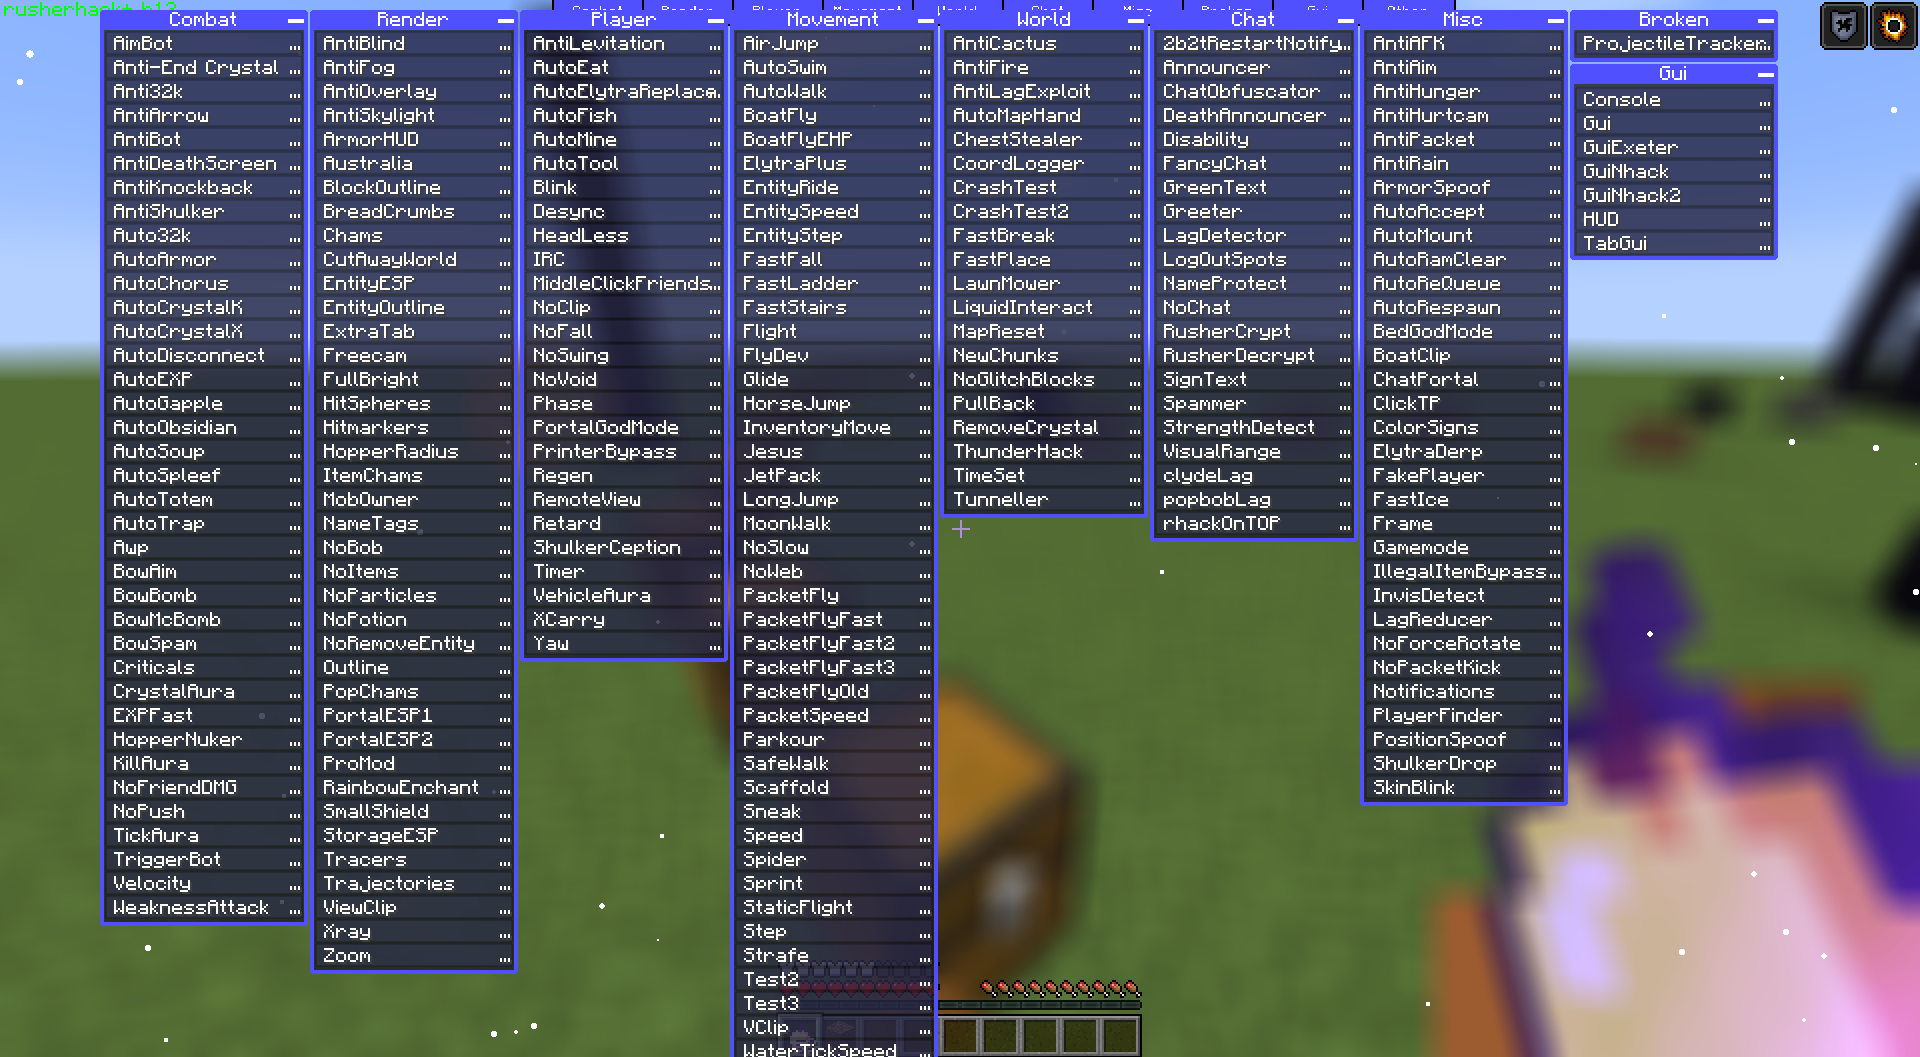 rusherhackt b13
Combat
AimBot
Anti-End Crystal
Anti32k
AntiArrow
AntiBot
AntiDeathScreen
AntiKnockback
AntiShulker
Auto32k
AutoArmor
AutoChorus
AutoCrystalK
AutoCrystalX
AutoDisconnect
AutoEXP
AutoGapple
AutoObsidian
AutoSoup
AutoSpleef
AutoTotem
AutoTrap
Awp
BowAim
BowBomb
BowMcBomb
BowSpam
Criticals
CrystalAura
EXPFast
HopperNuker
KillAura
NoFriendDMG
NoPush
TickAura
TriggerBot
Velocity
WeaknessAttack
Render
AntiBlind
AntiFog
AntiOverlay
AntiSkylight
ArmorHUD
Australia
BlockOutline
BreadCrumbs
Chams
CutAwayWorld
EntityESP
EntityOutline
ExtraTab
Freecam
FullBright
HitSpheres
Hitmarkers
HopperRadius
ItemChams
MobOwner
NameTags
NoBob
NoItems
NoParticles
NoPotion
NoRemoveEntity
Outline
PopChams
PortalESP1
PortalESP2
ProMod
RainbowEnchant
SmallShield
StorageESP
Tracers
Trajectories
ViewClip
Xray
Zoom
Player
AntiLevitation
AutoEat
AutoElytraReplace...
AutoFish
AutoMine
AutoTool
Blink
Desync
HeadLess
IRC
MiddleClickFriends...
NoClip
NoFall
NoSwing
NoVoid
Phase
PortalGodMode
PrinterBypass
Regen
RemoteView
Retard
ShulkerCeption
Timer
VehicleAura
XCarry
Yaw
Movement
AirJump
AutoSwim
AutoWalk
BoatFly
BoatFlyEHP
ElytraPlus
EntityRide
EntitySpeed
EntityStep
FastFall
FastLadder
FastStairs
Flight
FlyDev
Glide
HorseJump
InventoryMove
Jesus
JetPack
LongJump
MoonWalk
NoSlow
NoWeb
PacketFly
PacketFlyFast
PacketFlyFast2
PacketFlyFast3
PacketFlyOld
PacketSpeed
Parkour
SafeWalk
Scaffold
Sneak
Speed
Spider
Sprint
StaticFlight
Step
Strafe
Test2
Test3
VClip
WaterTickSpeed
World
AntiCactus
AntiFire
AntiLagExploit
AutoMapHand
ChestStealer
CoordLogger
CrashTest
CrashTest2
FastBreak
FastPlace
LawnMower
LiquidInteract
MapReset
NewChunks
NoGlitchBlocks
PullBack
RemoveCrystal
ThunderHack
TimeSet
Tunneller
Chat
2b2tRestartNotify...
Announcer
ChatObfuscator
DeathAnnouncer
Disability
FancyChat
GreenText
Greeter
LagDetector
LogOutSpots
NameProtect
NoChat
RusherCrypt
RusherDecrypt
SignText
Spammer
StrengthDetect
VisualRange
clydeLag
popbobLag
rhackOnTOP
Misc
AntiAFK
AntiAim
AntiHunger
AntiHurtcam
AntiPacket
AntiRain
ArmorSpoof
AutoAccept
AutoMount
AutoRamClear
AutoReQueue
AutoRespawn
BedGodMode
BoatClip
ChatPortal
ClickTP
ColorSigns
ElytraDerp
FakePlayer
FastIce
Frame
Gamemode
IllegalItemBypass...
InvisDetect
LagReducer
NoForceRotate
NoPacketKick
Notifications
PlayerFinder
PositionSpoof
ShulkerDrop
SkinBlink
Broken
ProjectileTracker...
Gui
Console
Gui
GuiExeter
GuiNhack
GuiNhack2
HUD
TabGui